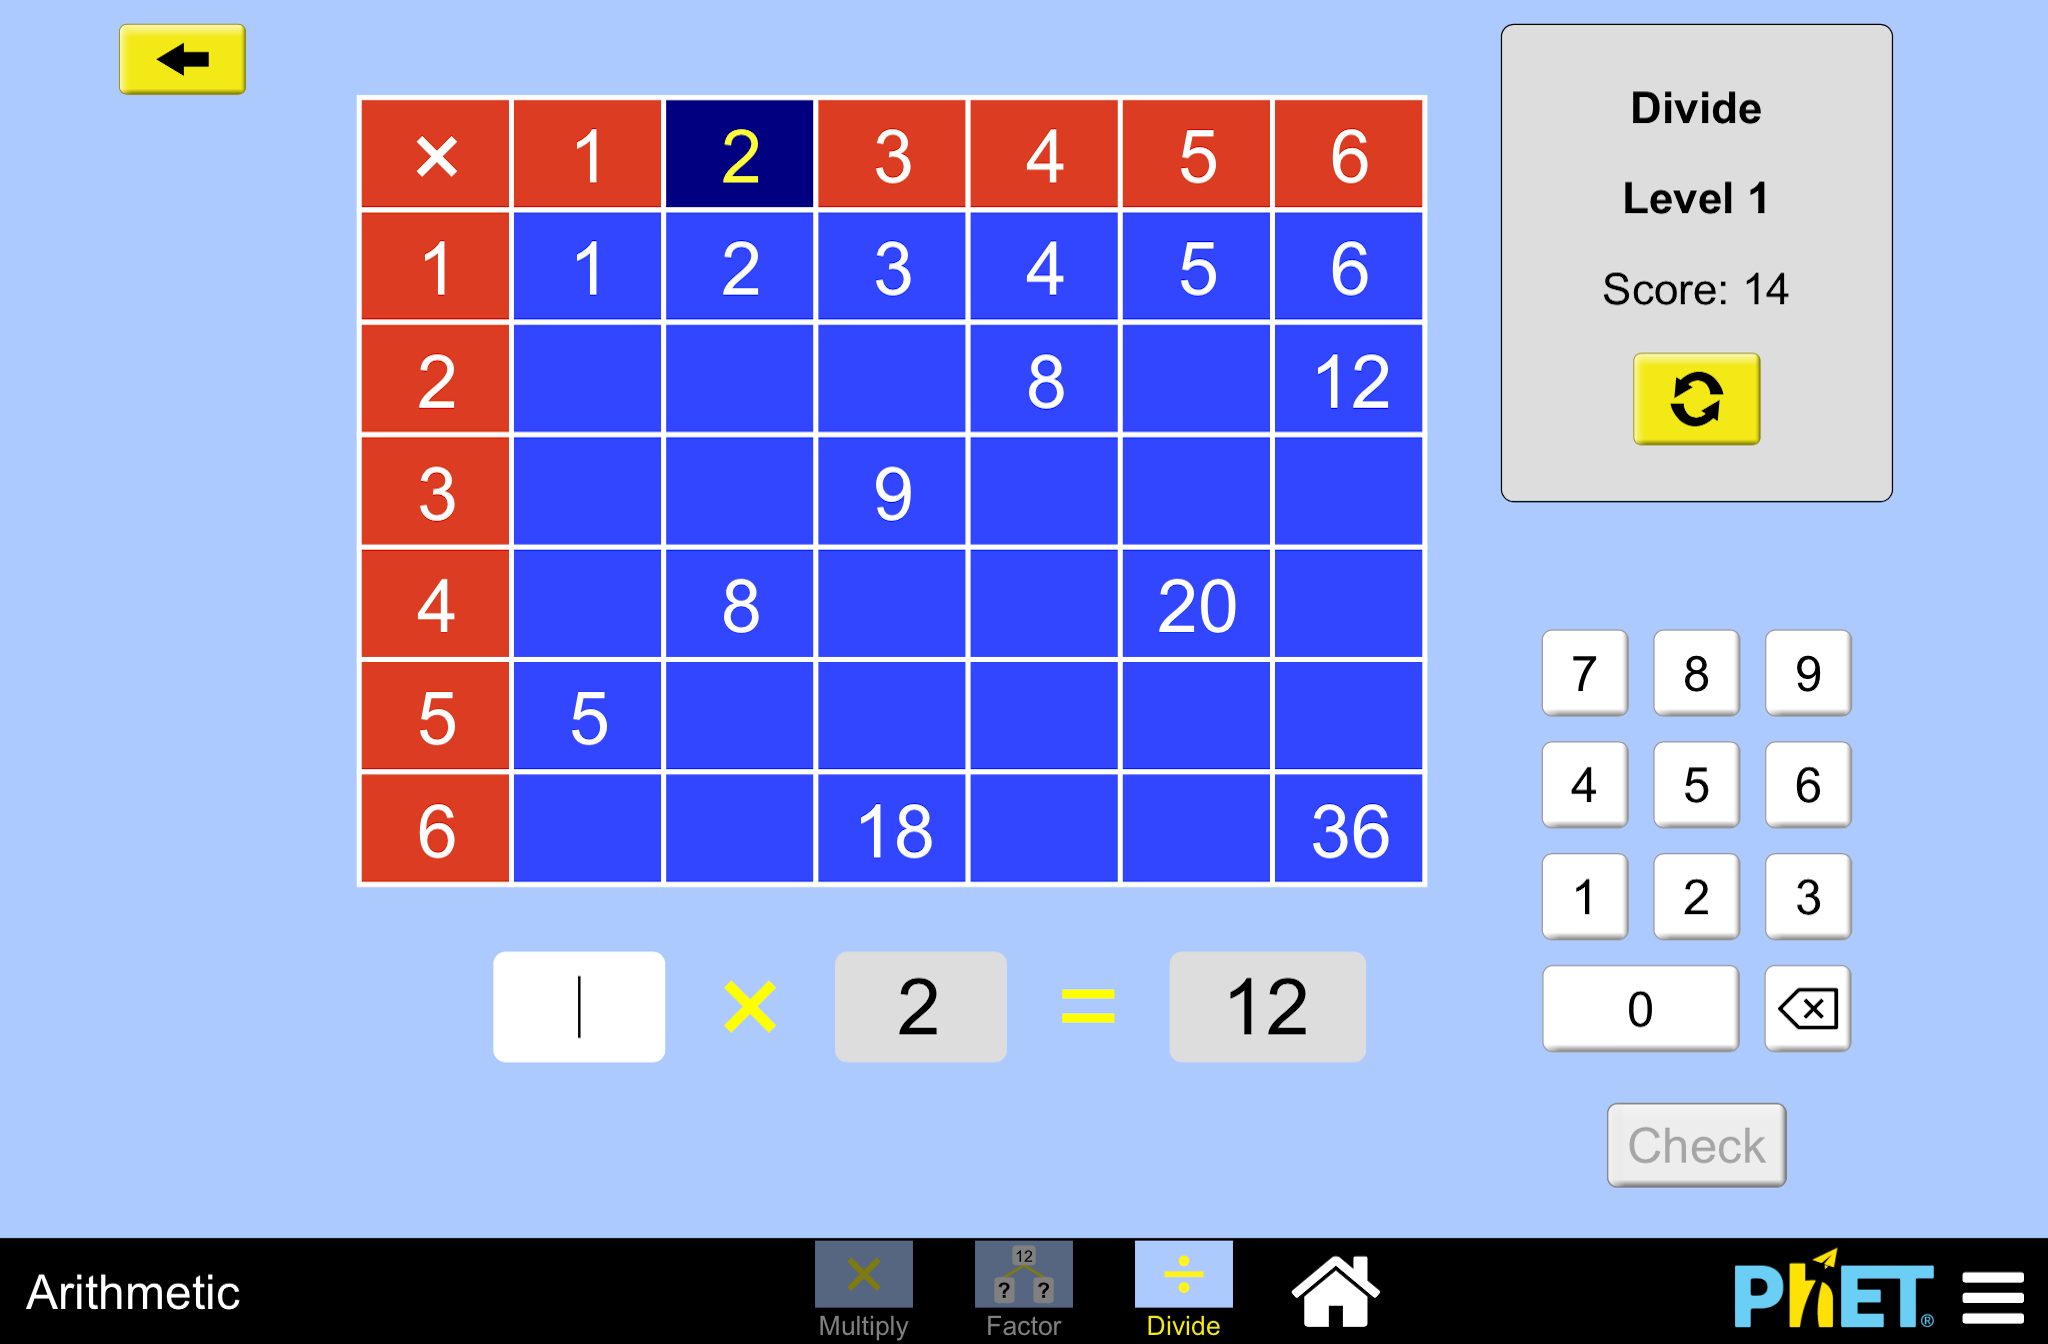 × 1 2 3 4 5 6
1 1 2 3 4 5 6
2 8 12
3 9
4 8 20
5 5
6 18 36
× 2 = 12
Divide
Level 1
Score: 14
7 8 9
4 5 6
1 2 3
0
Check
Arithmetic
×
Multiply
12
? ?
Factor
÷
Divide
PhET®